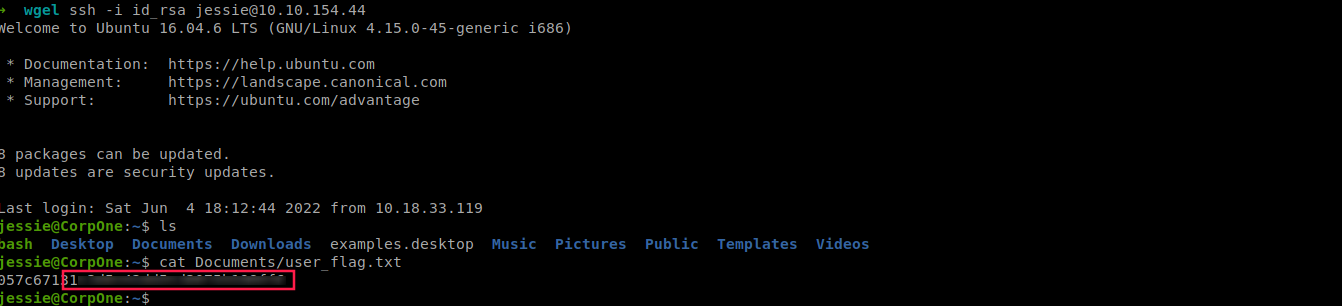 → wgel ssh -i id_rsa jessie@10.10.154.44
Welcome to Ubuntu 16.04.6 LTS (GNU/Linux 4.15.0-45-generic i686)
* Documentation: https://help.ubuntu.com
* Management: https://landscape.canonical.com
* Support: https://ubuntu.com/advantage
8 packages can be updated.
8 updates are security updates.
Last login: Sat Jun 4 18:12:44 2022 from 10.18.33.119
jessie@CorpOne:~$ ls
bash Desktop Documents Downloads examples.desktop Music Pictures Public Templates Videos
jessie@CorpOne:~$ cat Documents/user_flag.txt
057c67131
jessie@CorpOne:~$